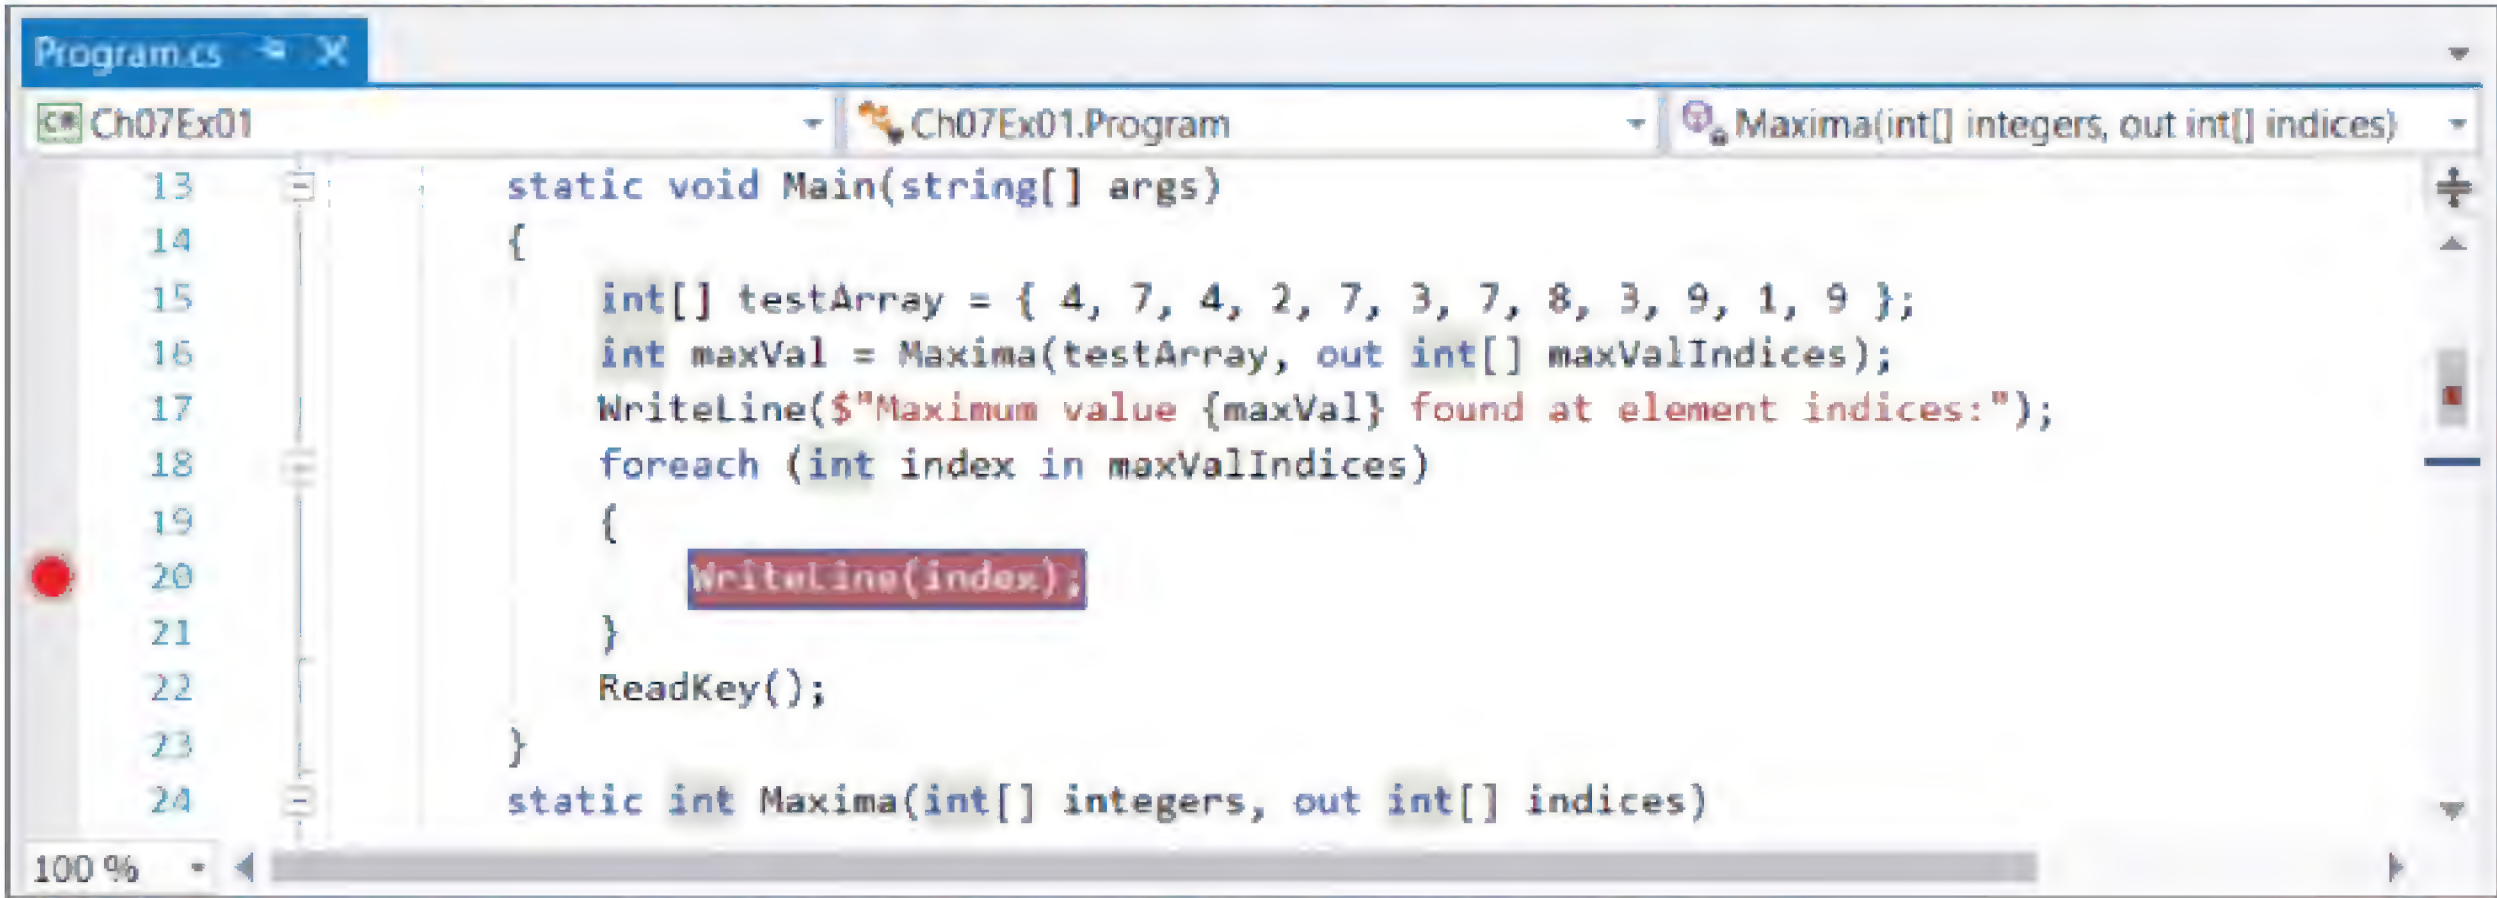 Program.cs
Ch07Ex01 Ch07Ex01.Program Maxima(int[] integers, out int[] indices)
13 static void Main(string[] args)
14 {
15 int[] testArray = { 4, 7, 4, 2, 7, 3, 7, 8, 3, 9, 1, 9 };
16 int maxVal = Maxima(testArray, out int[] maxValIndices);
17 WriteLine($"Maximum value {maxVal} found at element indices:");
18 foreach (int index in maxValIndices)
19 {
20 WriteLine(index);
21 }
22 ReadKey();
23 }
24 static int Maxima(int[] integers, out int[] indices)
100 %